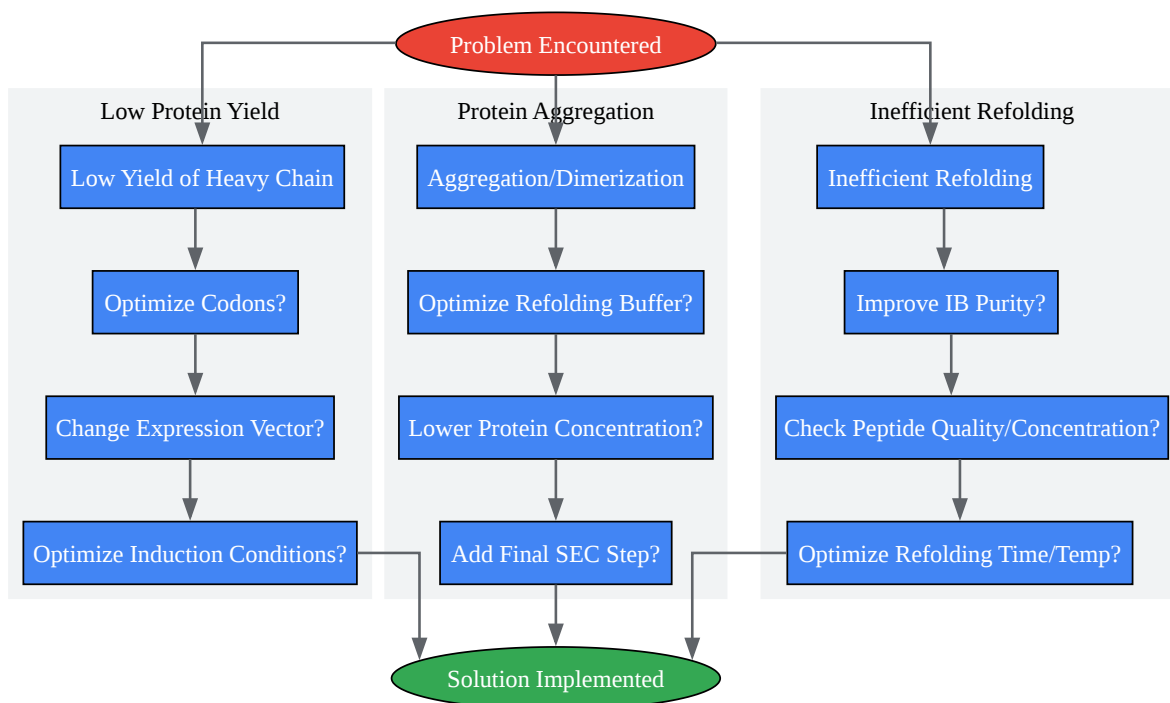 Problem Encountered
Low Protein Yield
Low Yield of Heavy Chain
Optimize Codons?
Change Expression Vector?
Optimize Induction Conditions?
Protein Aggregation
Aggregation/Dimerization
Optimize Refolding Buffer?
Lower Protein Concentration?
Add Final SEC Step?
Inefficient Refolding
Inefficient Refolding
Improve IB Purity?
Check Peptide Quality/Concentration?
Optimize Refolding Time/Temp?
Solution Implemented